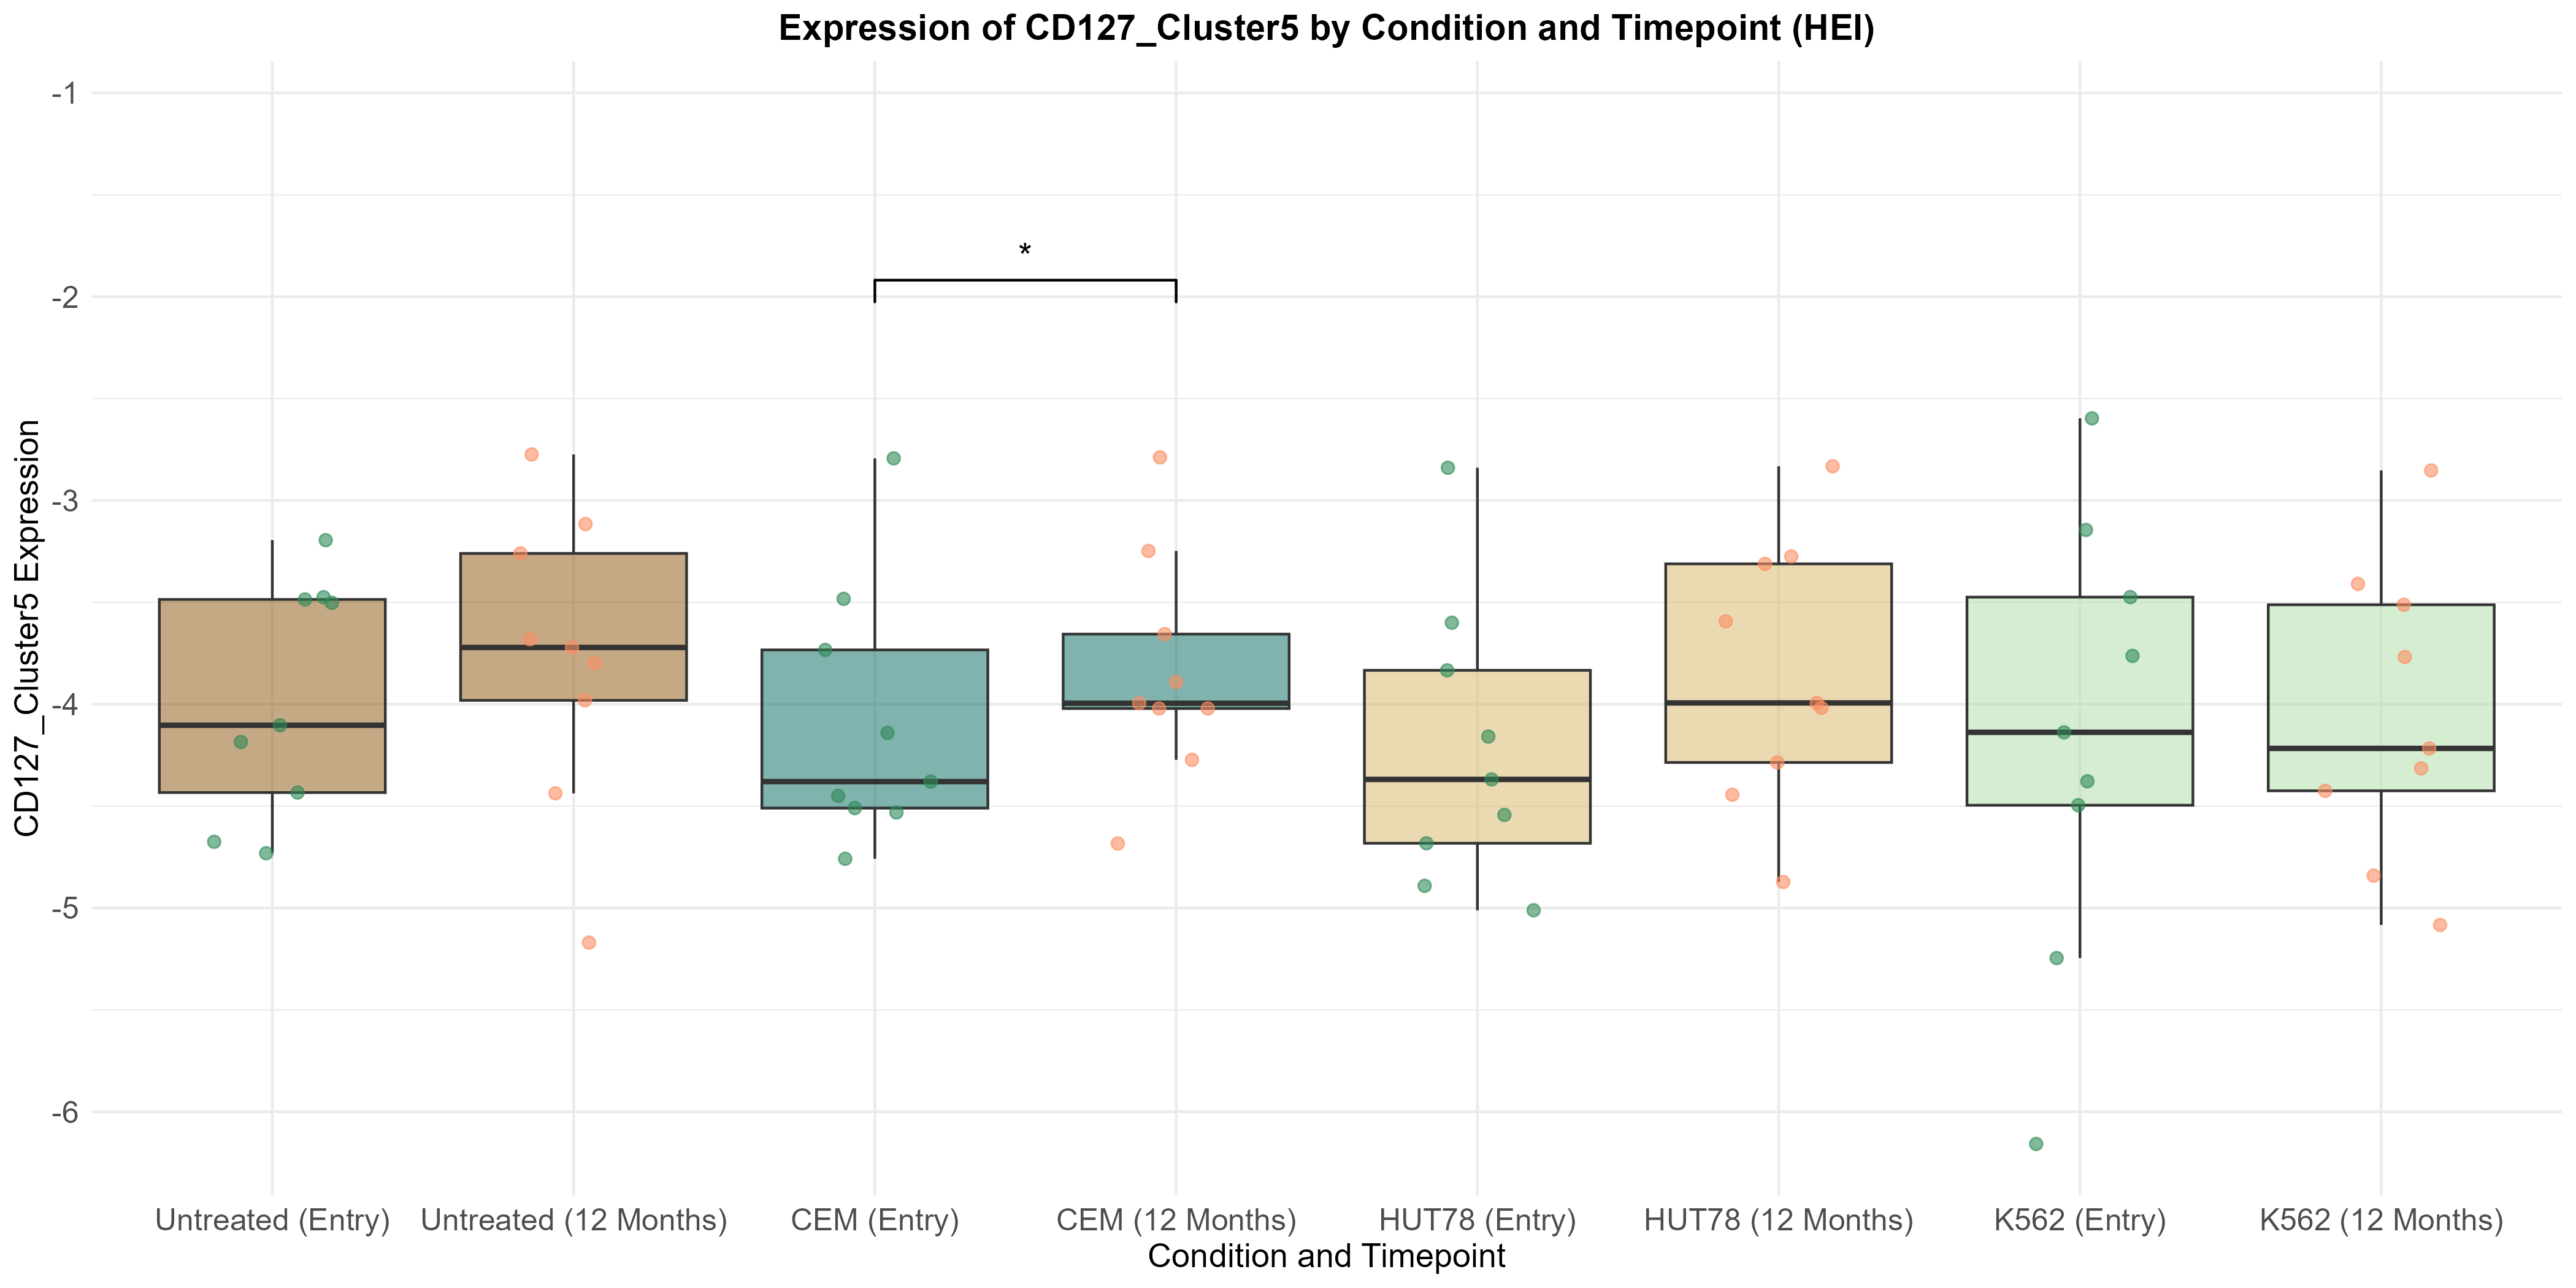 Expression of CD127_Cluster5 by Condition and Timepoint (HEI)
CD127_Cluster5 Expression
-1
-2
-3
-4
-5
-6
*
Untreated (Entry)
Untreated (12 Months)
CEM (Entry)
CEM (12 Months)
HUT78 (Entry)
HUT78 (12 Months)
K562 (Entry)
K562 (12 Months)
Condition and Timepoint